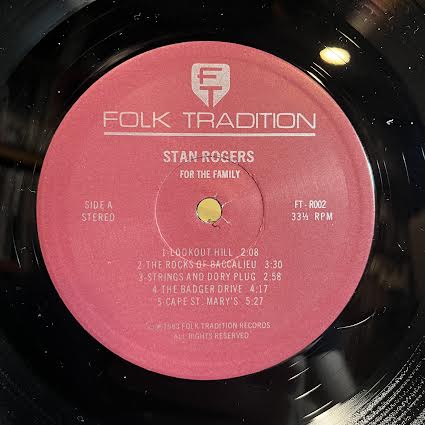 FT
FOLK TRADITION
STAN ROGERS
FOR THE FAMILY
SIDE A
STEREO
FT - R002
33⅓ RPM
1-LOOKOUT HILL 2:08
2-THE ROCKS OF BACCALIEU 3:30
3-STRINGS AND DORY PLUG 2:58
4-THE BADGER DRIVE 4:17
5-CAPE ST. MARY'S 5:27
1983 FOLK TRADITION RECORDS
ALL RIGHTS RESERVED